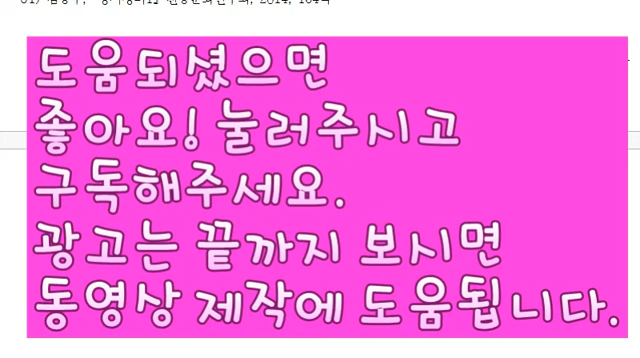 도움되셨으면
좋아요! 눌러주시고
구독해주세요.
광고는 끝까지 보시면
동영상 제작에 도움됩니다.